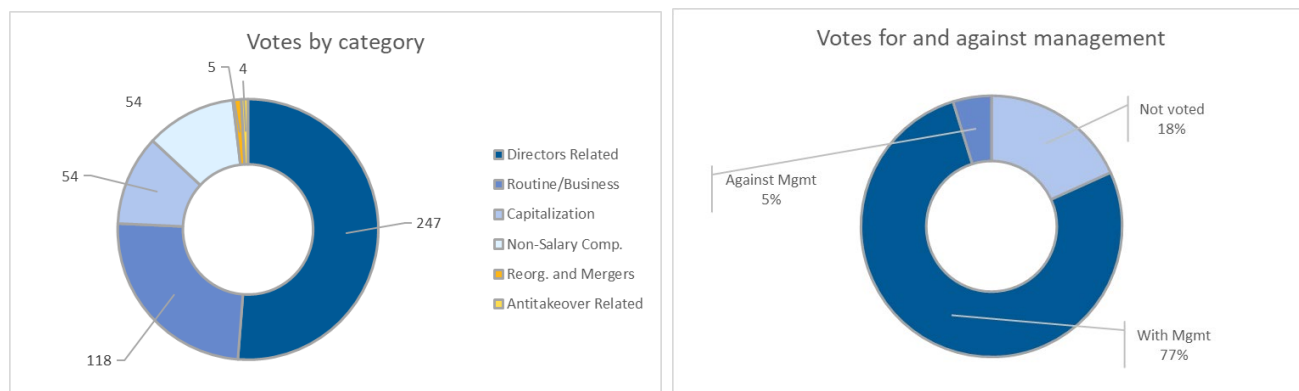 Votes by category
5
4
54
54
118
247
Directors Related
Routine/Business
Capitalization
Non-Salary Comp.
Reorg. and Mergers
Antitakeover Related
Votes for and against management
Not voted
18%
Against Mgmt
5%
With Mgmt
77%